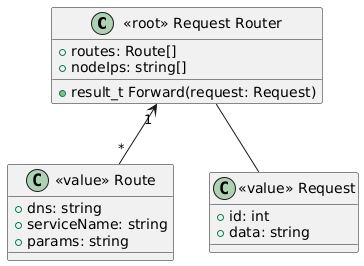 C «root» Request Router
routes: Route[]
nodeIps: string[]
result_t Forward(request: Request)
1
*
C «value» Route
dns: string
serviceName: string
params: string
C «value» Request
id: int
data: string